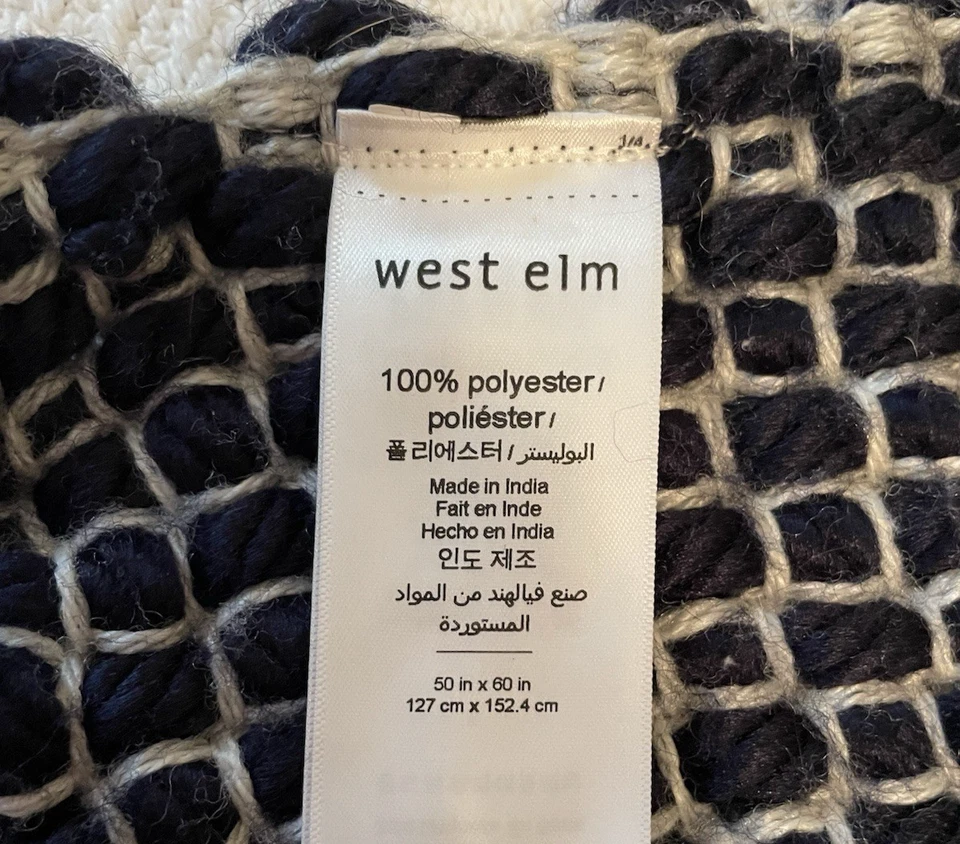 west elm
100% polyester /
poliéster /
폴리에스터 / البوليستر
Made in India
Fait en Inde
Hecho en India
인도 제조
صنع فيالهند من المواد
المستوردة
50 in x 60 in
127 cm x 152.4 cm